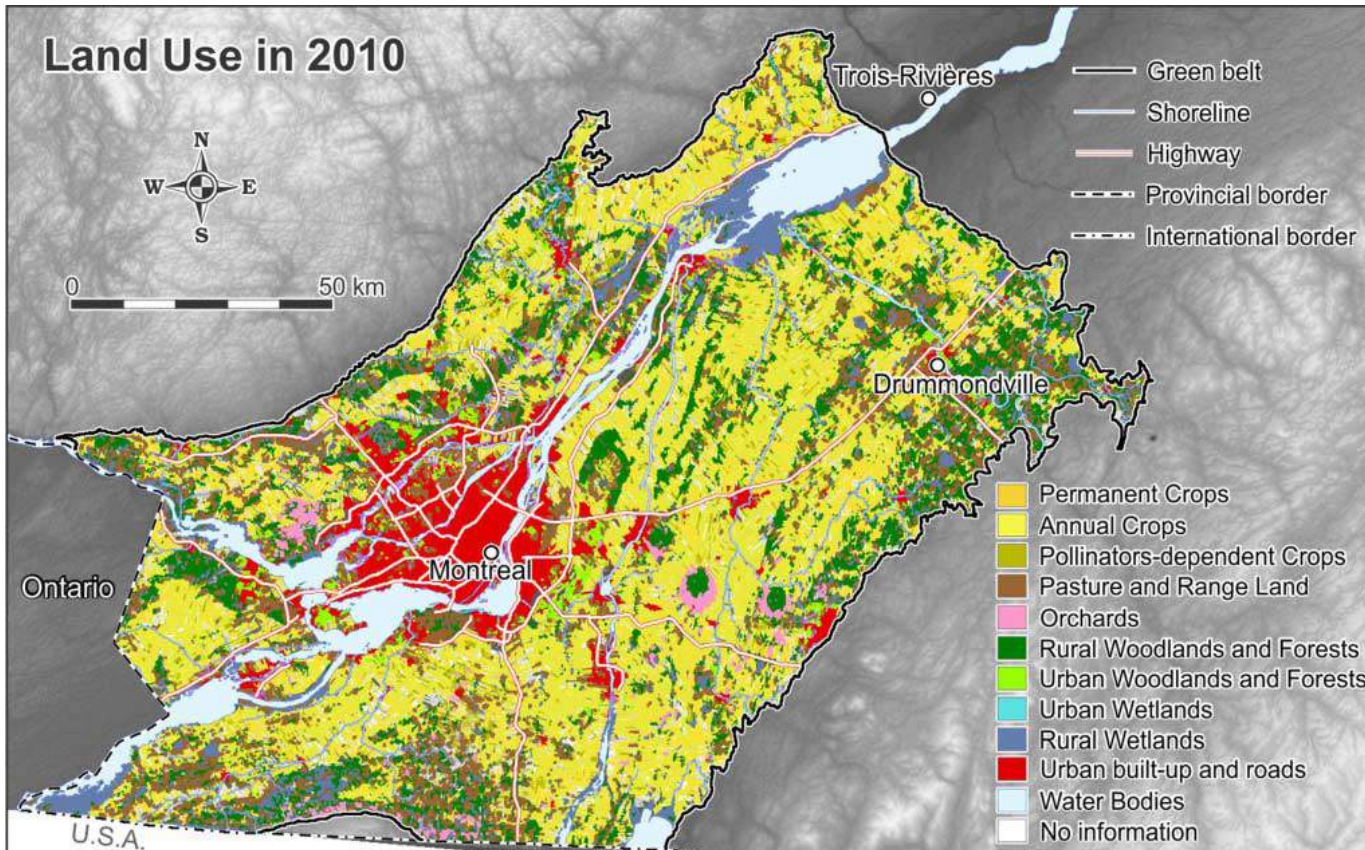 Land Use in 2010
N
W E
S
0 50 km
Trois-Rivières
Green belt
Shoreline
Highway
Provincial border
International border
Drummondville
Montreal
Ontario
U.S.A.
Permanent Crops
Annual Crops
Pollinators-dependent Crops
Pasture and Range Land
Orchards
Rural Woodlands and Forests
Urban Woodlands and Forests
Urban Wetlands
Rural Wetlands
Urban built-up and roads
Water Bodies
No information